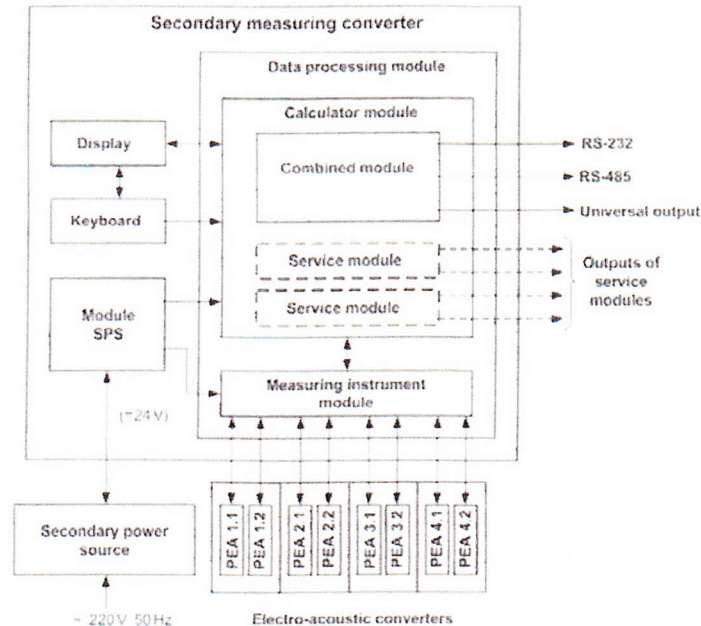 Secondary measuring converter
Data processing module
Calculator module
Display
Combined module
RS-232
RS-485
Keyboard
Universal output
Service module
Outputs of
service
modules
Service module
Module
SPS
Measuring instrument
module
(=24 V)
Secondary power
source
PEA 1.1
PEA 1.2
PEA 2.1
PEA 2.2
PEA 3.1
PEA 3.2
PEA 4.1
PEA 4.2
~ 220 V 50 Hz
Electro-acoustic converters